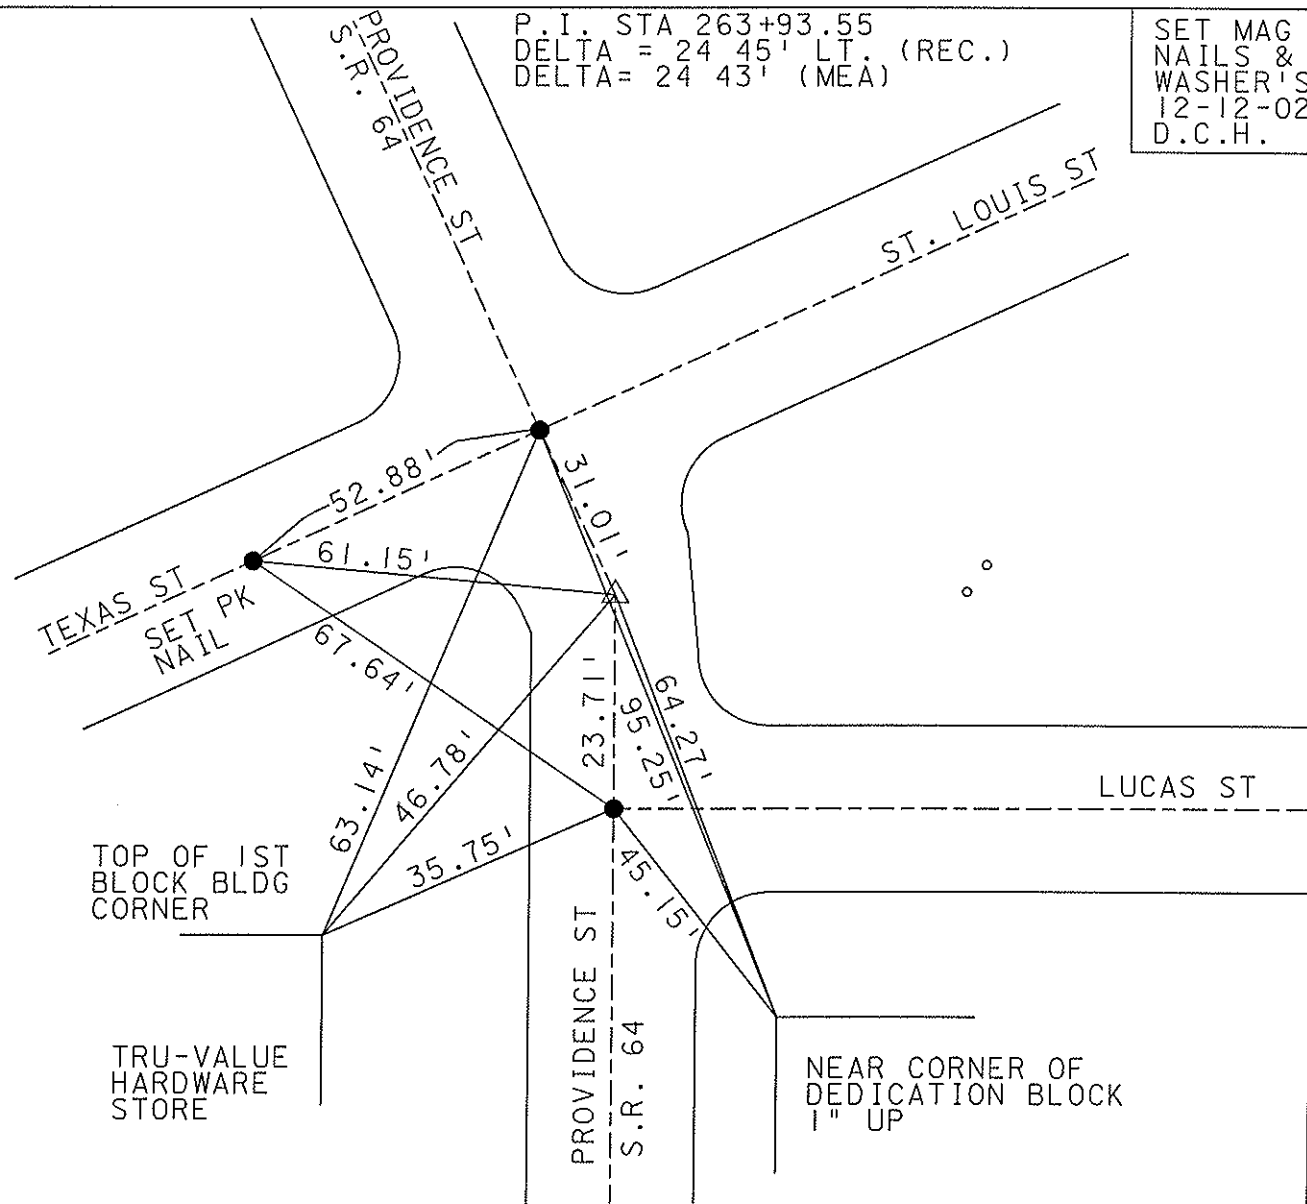 P.I. STA 263+93.55
DELTA = 24 45' LT. (REC.)
DELTA= 24 43' (MEA)
SET MAG
NAILS &
WASHER'S
12-12-02
D.C.H.
PROVIDENCE ST
S.R. 64
ST. LOUIS ST
52.88'
31.01'
61.15'
TEXAS ST
SET PK
NAIL
67.64'
23.71'
64.27'
95.25'
63.14'
46.78'
35.75'
45.15'
LUCAS ST
TOP OF 1ST
BLOCK BLDG
CORNER
PROVIDENCE ST
S.R. 64
TRU-VALUE
HARDWARE
STORE
NEAR CORNER OF
DEDICATION BLOCK
1" UP